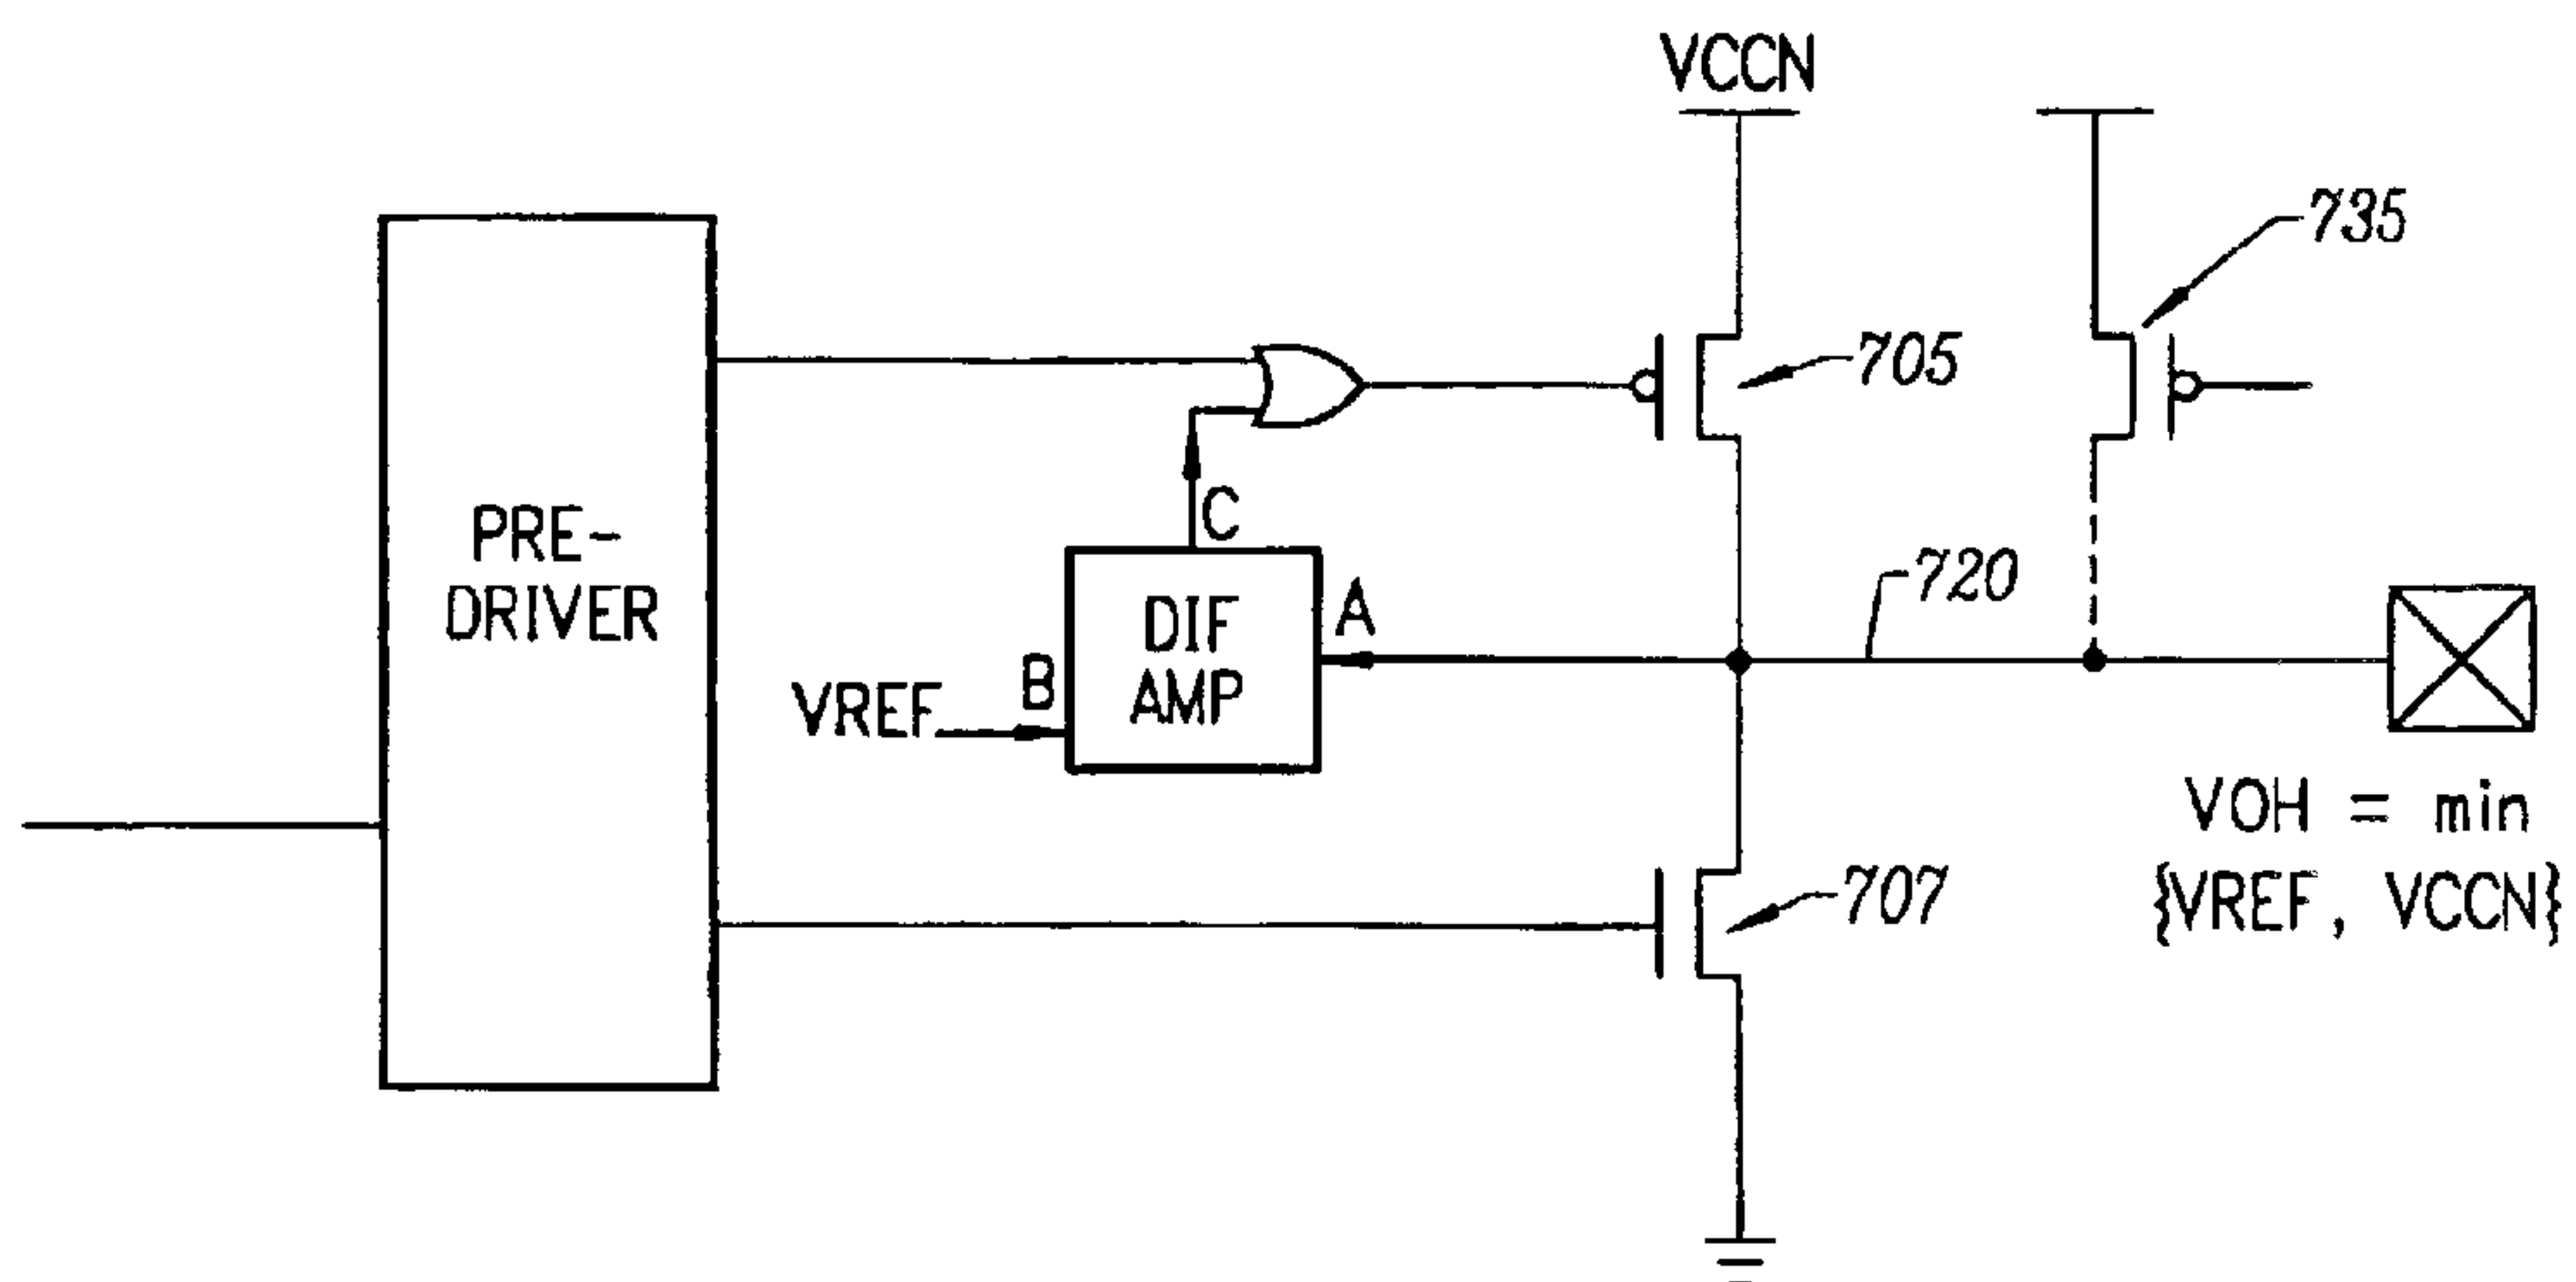 VCCN
735
705
PRE-
DRIVER
C
720
DIF
AMP
A
B
VREF
VOH = min
{VREF, VCCN}
707